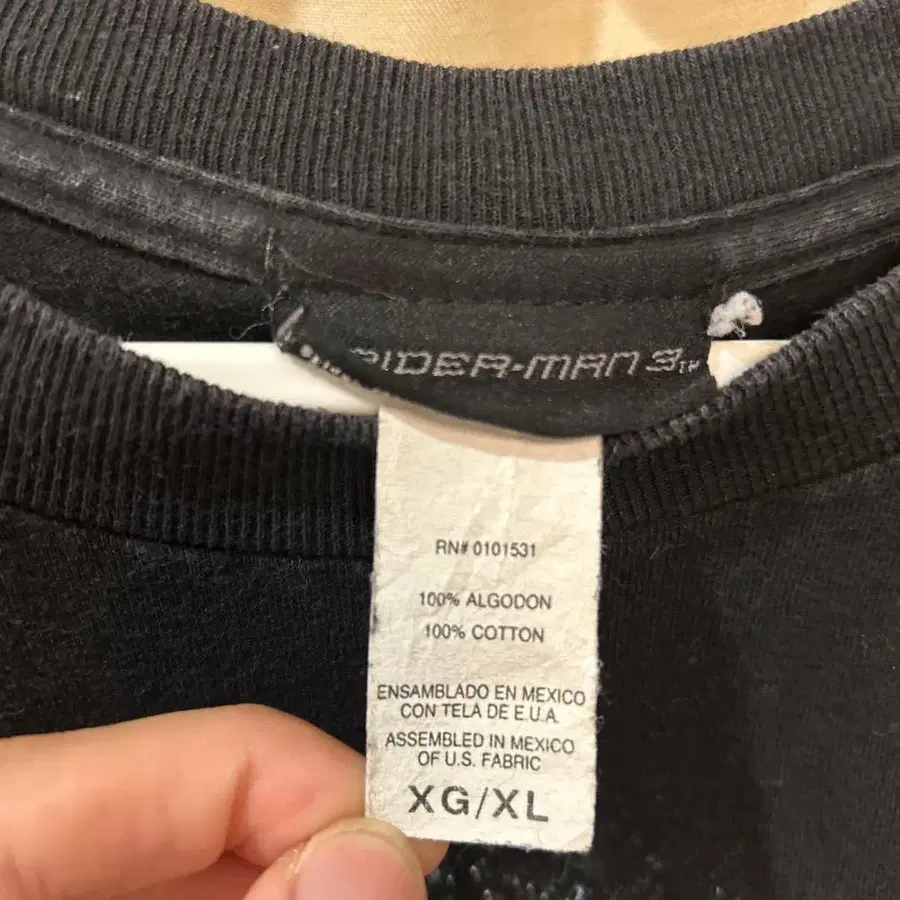 PIDER-MAN 3™
RN# 0101531
100% ALGODON
100% COTTON
ENSAMBLADO EN MEXICO
CON TELA DE E.U.A.
ASSEMBLED IN MEXICO
OF U.S. FABRIC
XG/XL